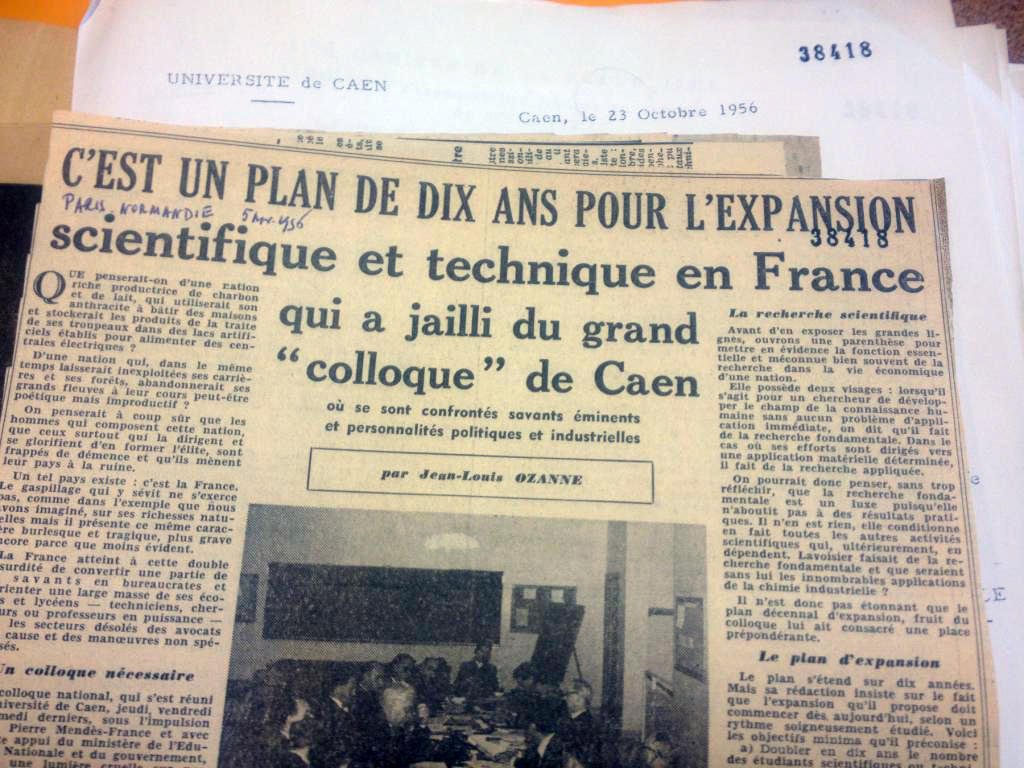 38418
UNIVERSITE de CAEN
Caen, le 23 Octobre 1956
C'EST UN PLAN DE DIX ANS POUR L'EXPANSION
PARIS NORMANDIE 5 nov. 1956
38418
scientifique et technique en France
qui a jailli du grand
“colloque” de Caen
où se sont confrontés savants éminents
et personnalités politiques et industrielles
par Jean-Louis OZANNE
QUE penserait-on d'une nation
riche productrice de charbon
et de lait, qui utiliserait son
anthracite à bâtir des maisons
et stockerait les produits de la traite
de ses troupeaux dans des lacs artifi-
ciels établis pour alimenter des cen-
trales électriques ?
D'une nation qui, dans le même
temps laisserait inexploitées ses carriè-
res et ses forêts, abandonnerait ses
grands fleuves à leur cours peut-être
poétique mais improductif ?
On penserait à coup sûr que les
hommes qui composent cette nation,
que ceux surtout qui la dirigent et
se glorifient d'en former l'élite, sont
frappés de démence et qu'ils mènent
leur pays à la ruine.
Un tel pays existe : c'est la France.
Le gaspillage qui y sévit ne s'exerce
pas, comme dans l'exemple que nous
avons imaginé, sur ses richesses natu-
elles mais il présente ce même carac-
ère burlesque et tragique, plus grave
ncore parce que moins évident.
La France atteint à cette double
surdité de convertir une partie de
savants en bureaucrates et
rienter une large masse de ses éco-
s et lycéens — techniciens, cher-
urs ou professeurs en puissance —
les secteurs désolés des avocats
cause et des manœuvres non spé-
sés.
Un colloque nécessaire
colloque national, qui s'est réuni
niversité de Caen, jeudi, vendredi
medi derniers, sous l'impulsion
Pierre Mendès-France et avec
appui du ministère de l'Edu-
Nationale et du gouvernement,
une lumière cruelle sur
La recherche scientifique
Avant d'en exposer les grandes li-
gnes, ouvrons une parenthèse pour
mettre en évidence la fonction essen-
tielle et méconnue bien souvent de la
recherche dans la vie économique
d'une nation.
Elle possède deux visages : lorsqu'il
s'agit pour un chercheur de dévelop-
per le champ de la connaissance hu-
maine sans aucun problème d'appli-
cation immédiate, on dit qu'il fait
de la recherche fondamentale. Dans le
cas où ses efforts sont dirigés vers
une application matérielle déterminée,
il fait de la recherche appliquée.
On pourrait donc penser, sans trop
réfléchir, que la recherche fonda-
mentale est un luxe puisqu'elle
n'aboutit pas à des résultats prati-
ques. Il n'en est rien, elle conditionne
en fait toutes les autres activités
scientifiques qui, ultérieurement, en
dépendent. Lavoisier faisait de la re-
cherche fondamentale et que seraient
sans lui les innombrables applications
de la chimie industrielle ?
Il n'est donc pas étonnant que le
plan décennal d'expansion, fruit du
colloque lui ait consacré une place
prépondérante.
Le plan d'expansion
Le plan s'étend sur dix années.
Mais sa rédaction insiste sur le fait
que l'expansion qu'il propose doit
commencer dès aujourd'hui, selon un
rythme soigneusement étudié. Voici
les objectifs minima qu'il préconise :
a) Doubler en dix ans le nombre
des étudiants scientifiques ou techni-